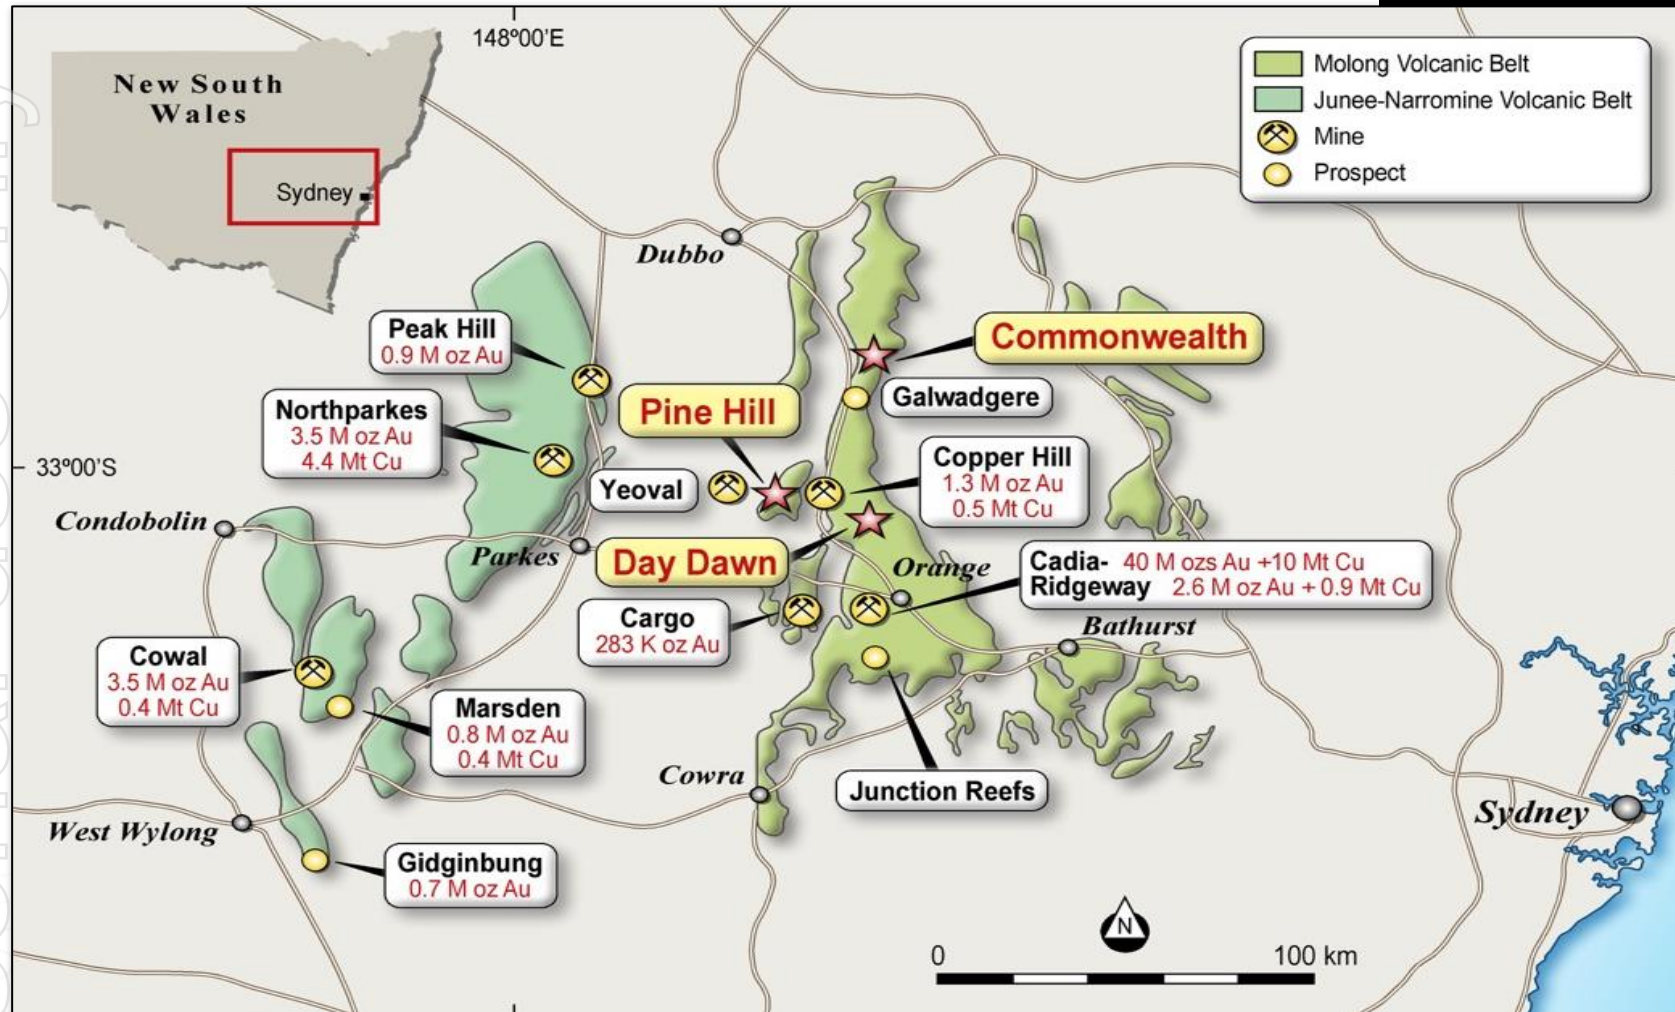 148º00'E
New South
Wales
Sydney
Molong Volcanic Belt
Junee-Narromine Volcanic Belt
Mine
Prospect
Dubbo
Peak Hill
0.9 M oz Au
Commonwealth
Northparkes
3.5 M oz Au
4.4 Mt Cu
Pine Hill
Galwadgere
33º00'S
Yeoval
Copper Hill
1.3 M oz Au
0.5 Mt Cu
Condobolin
Parkes
Day Dawn
Orange
Cadia- 40 M ozs Au +10 Mt Cu
Ridgeway 2.6 M oz Au + 0.9 Mt Cu
Cargo
283 K oz Au
Bathurst
Cowal
3.5 M oz Au
0.4 Mt Cu
Marsden
0.8 M oz Au
0.4 Mt Cu
Cowra
Junction Reefs
Sydney
West Wylong
Gidginbung
0.7 M oz Au
N
0 100 km